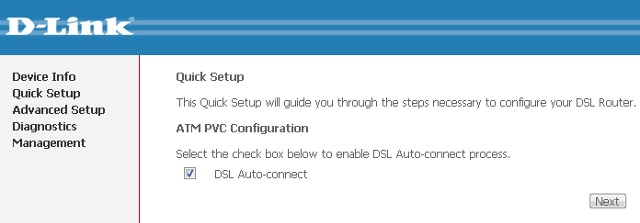 D-Link
Device Info
Quick Setup
Advanced Setup
Diagnostics
Management
Quick Setup
This Quick Setup will guide you through the steps necessary to configure your DSL Router.
ATM PVC Configuration
Select the check box below to enable DSL Auto-connect process.
DSL Auto-connect
Next